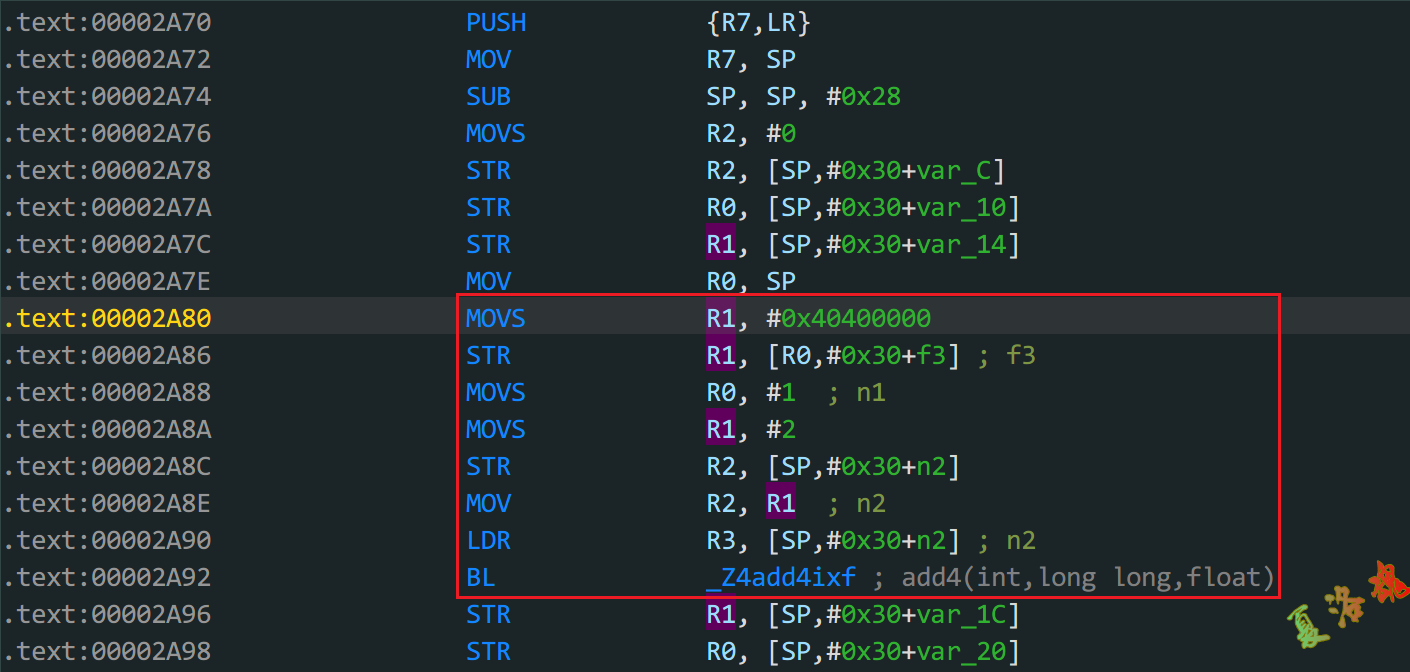 .text:00002A70 PUSH {R7,LR}
.text:00002A72 MOV R7, SP
.text:00002A74 SUB SP, SP, #0x28
.text:00002A76 MOVS R2, #0
.text:00002A78 STR R2, [SP,#0x30+var_C]
.text:00002A7A STR R0, [SP,#0x30+var_10]
.text:00002A7C STR R1, [SP,#0x30+var_14]
.text:00002A7E MOV R0, SP
.text:00002A80 MOVS R1, #0x40400000
.text:00002A86 STR R1, [R0,#0x30+f3] ; f3
.text:00002A88 MOVS R0, #1 ; n1
.text:00002A8A MOVS R1, #2
.text:00002A8C STR R2, [SP,#0x30+n2]
.text:00002A8E MOV R2, R1 ; n2
.text:00002A90 LDR R3, [SP,#0x30+n2] ; n2
.text:00002A92 BL _Z4add4ixf ; add4(int,long long,float)
.text:00002A96 STR R1, [SP,#0x30+var_1C]
.text:00002A98 STR R0, [SP,#0x30+var_20]
夏洛